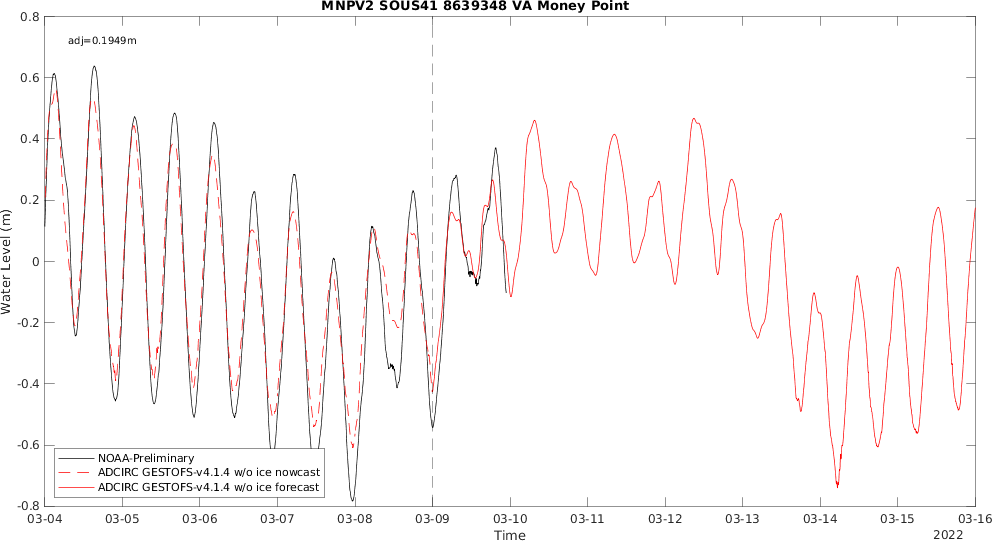 MNPV2 SOUS41 8639348 VA Money Point
adj=0.1949m
0.8
0.6
0.4
0.2
0
-0.2
-0.4
-0.6
-0.8
Water Level (m)
NOAA-Preliminary
ADCIRC GESTOFS-v4.1.4 w/o ice nowcast
ADCIRC GESTOFS-v4.1.4 w/o ice forecast
03-04 03-05 03-06 03-07 03-08 03-09 03-10 03-11 03-12 03-13 03-14 03-15 03-16
Time
2022